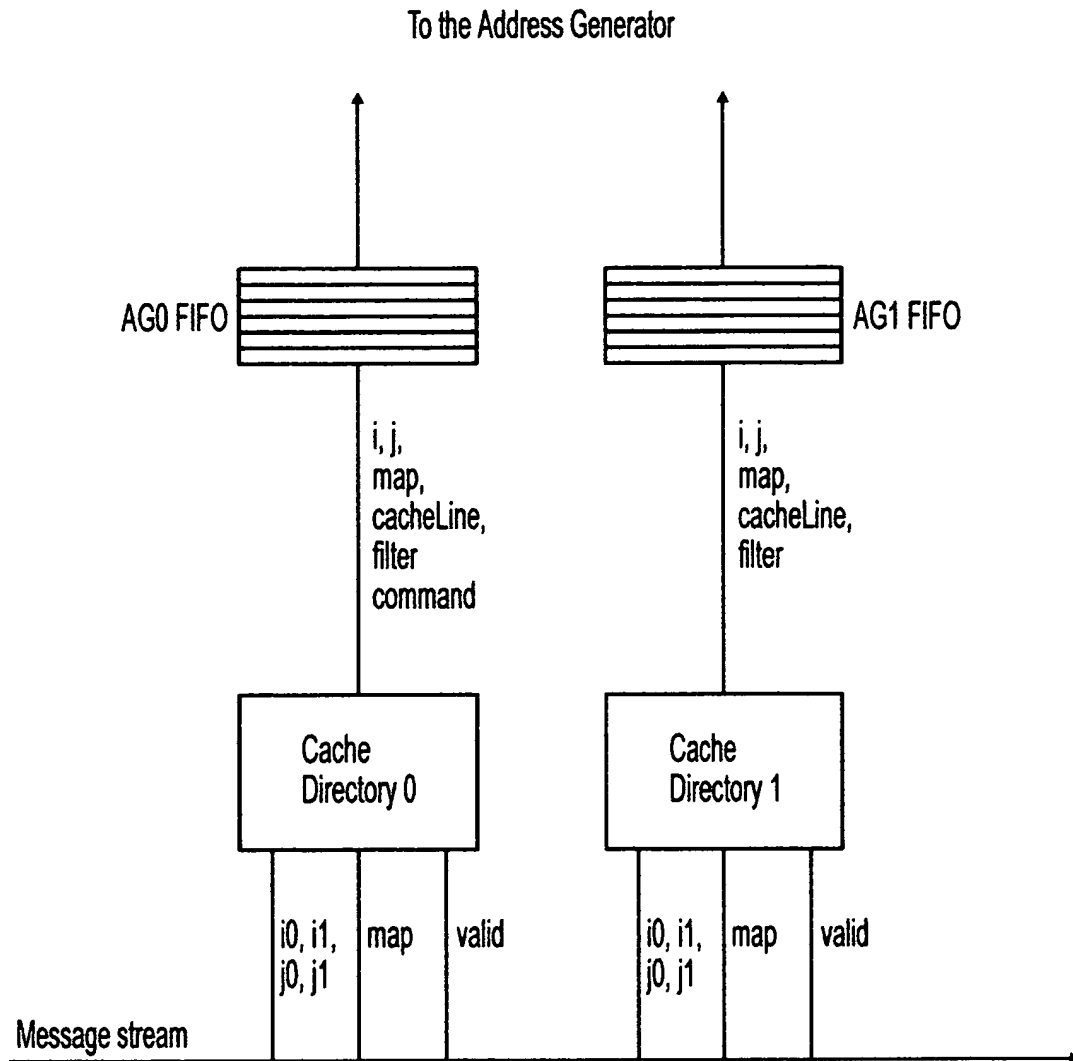 To the Address Generator
AG0 FIFO
AG1 FIFO
i, j,
map,
cacheLine,
filter
command
i, j,
map,
cacheLine,
filter
Cache
Directory 0
Cache
Directory 1
i0, i1,
j0, j1
map
valid
i0, i1,
j0, j1
map
valid
Message stream